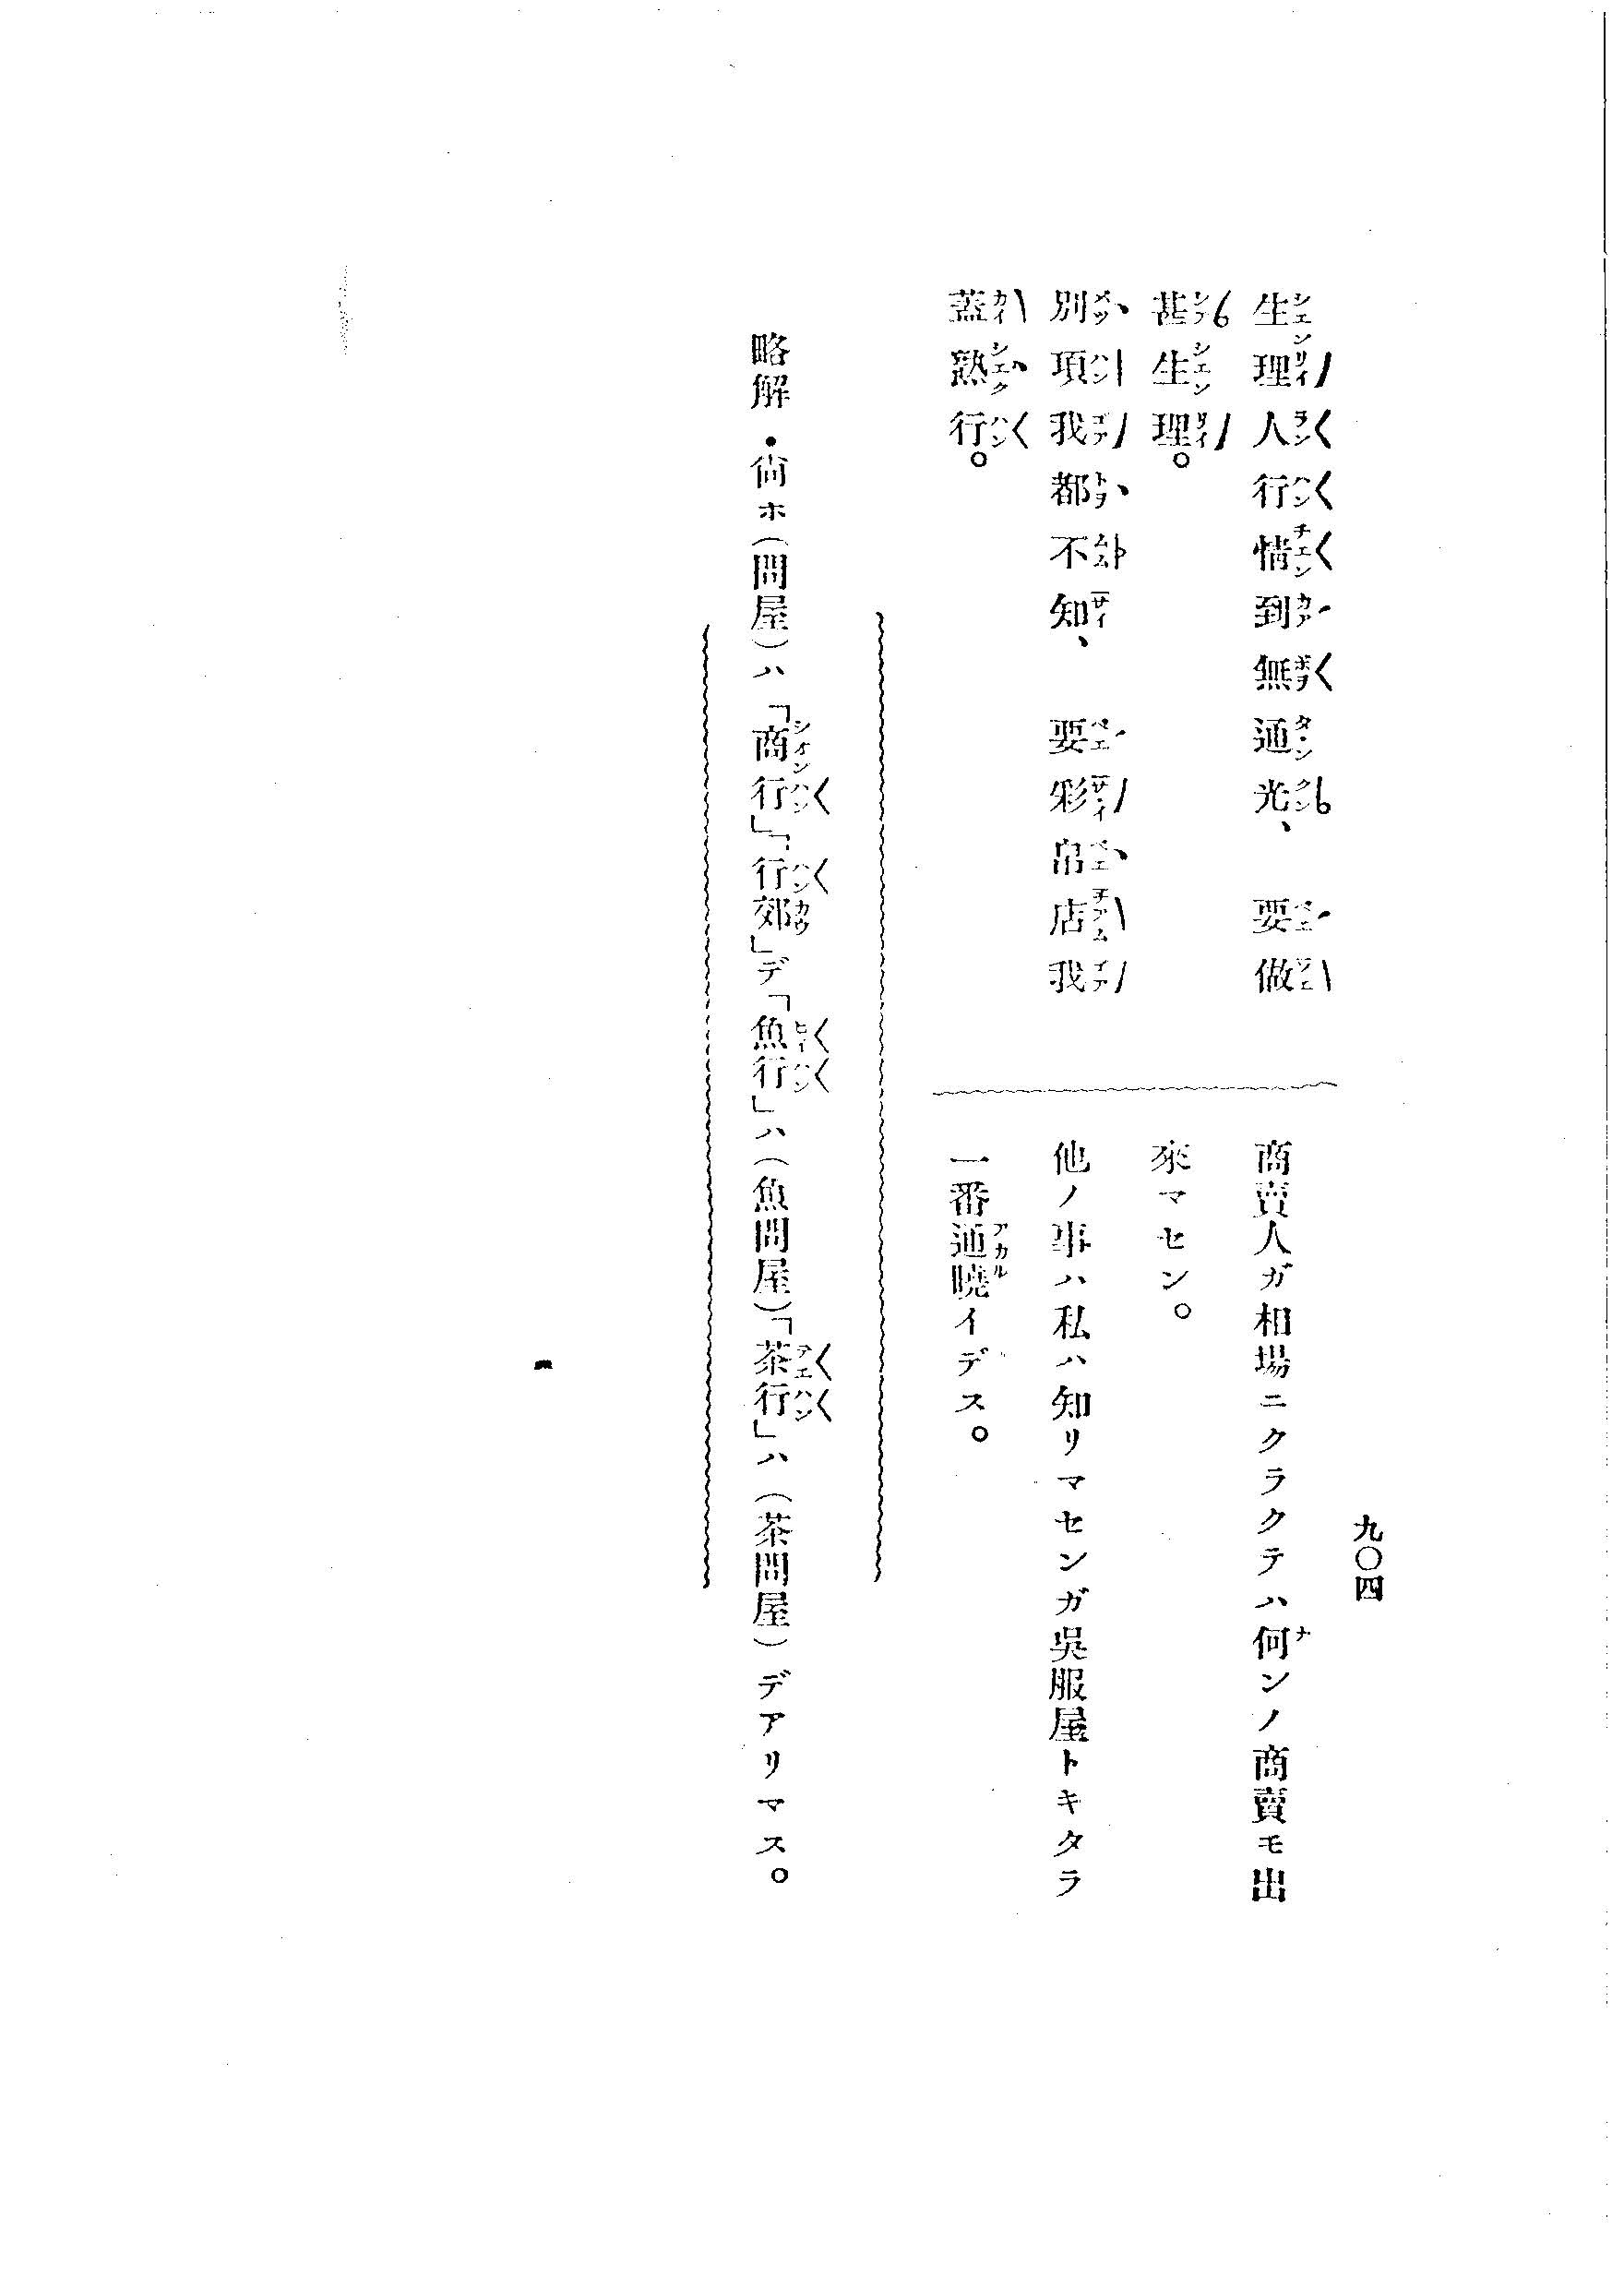 九〇四
生理人行情到無通光、要做
甚生理。
別項我都不知、要彩帛店我
蓋熟行。
商賣人ガ相場ニクラクテハ何ンノ商賣モ出
來マセン。
他ノ事ハ私ハ知リマセンガ吳服屋トキタラ
一番通曉イデス。
略解・尙ホ(問屋)ハ「商行」「行郊」デ「魚行」ハ(魚問屋)「茶行」ハ(茶問屋)デアリマス。